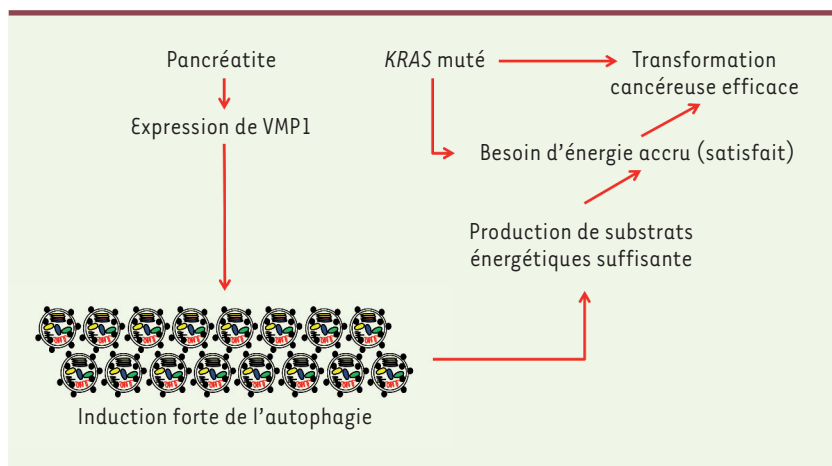 Pancréatite
KRAS muté
Transformation
cancéreuse efficace
Expression de VMP1
Besoin d'énergie accru (satisfait)
Production de substrats
énergétiques suffisante
Induction forte de l'autophagie